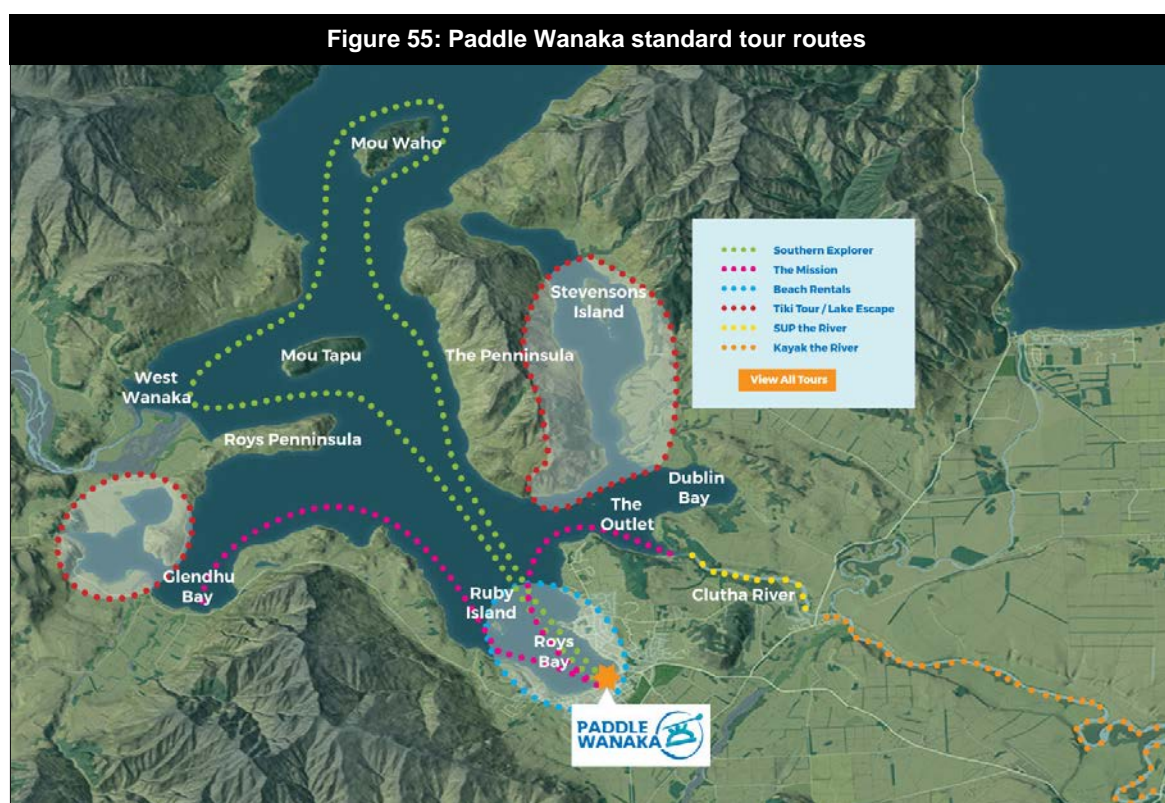 Figure 55: Paddle Wanaka standard tour routes
Mou Waho
Stevensons
Island
Southern Explorer
The Mission
Beach Rentals
Tiki Tour / Lake Escape
SUP the River
Kayak the River
View All Tours
Mou Tapu
The Penninsula
West
Wanaka
Roys Penninsula
Dublin
Bay
The
Outlet
Glendhu
Bay
Ruby
Island
Clutha River
Roys
Bay
PADDLE
WANAKA